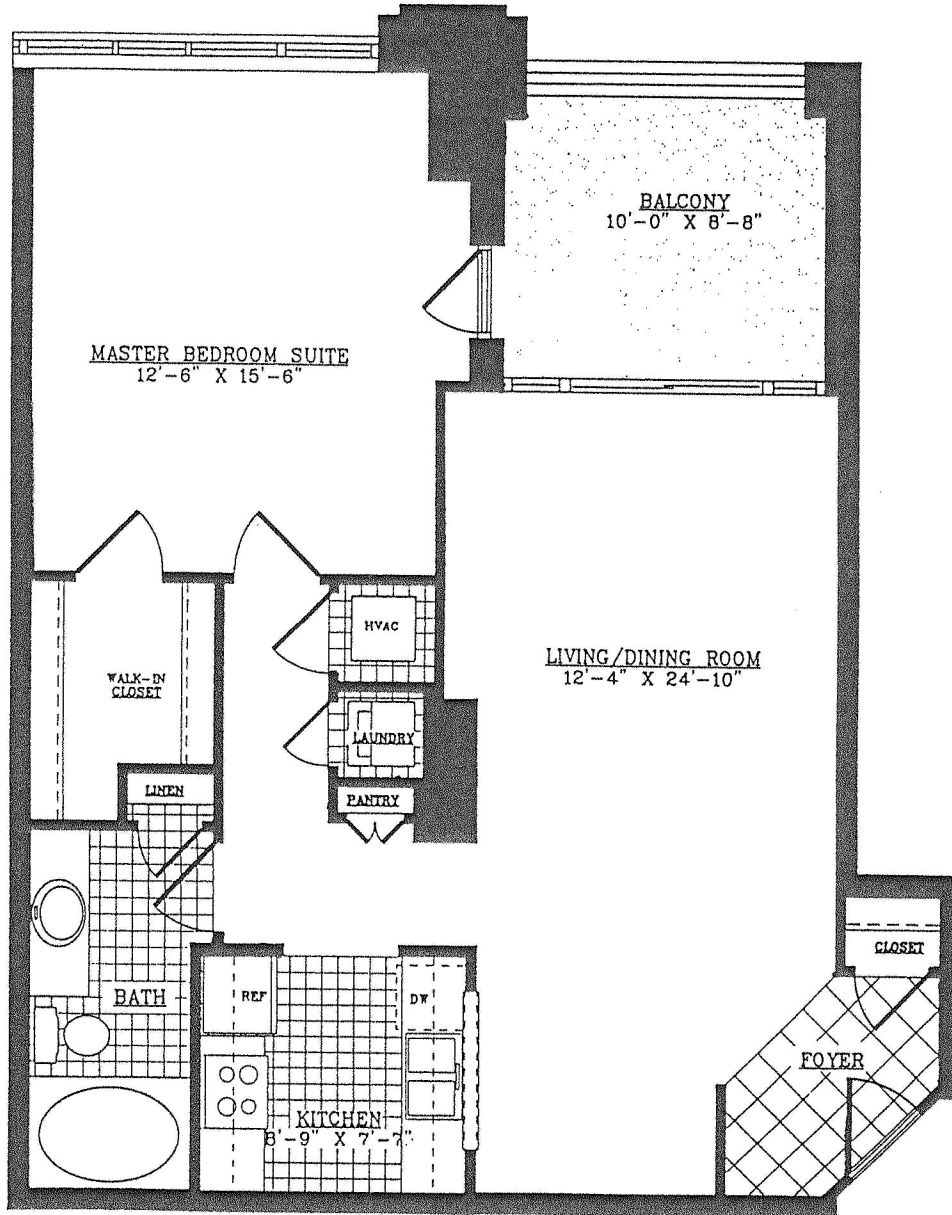 BALCONY
10'-0" X 8'-8"
MASTER BEDROOM SUITE
12'-6" X 15'-6"
HVAC
LIVING/DINING ROOM
12'-4" X 24'-10"
WALK-IN
CLOSET
LAUNDRY
LINEN
PANTRY
CLOSET
BATH
REF
DW
FOYER
KITCHEN
8'-9" X 7'-7"